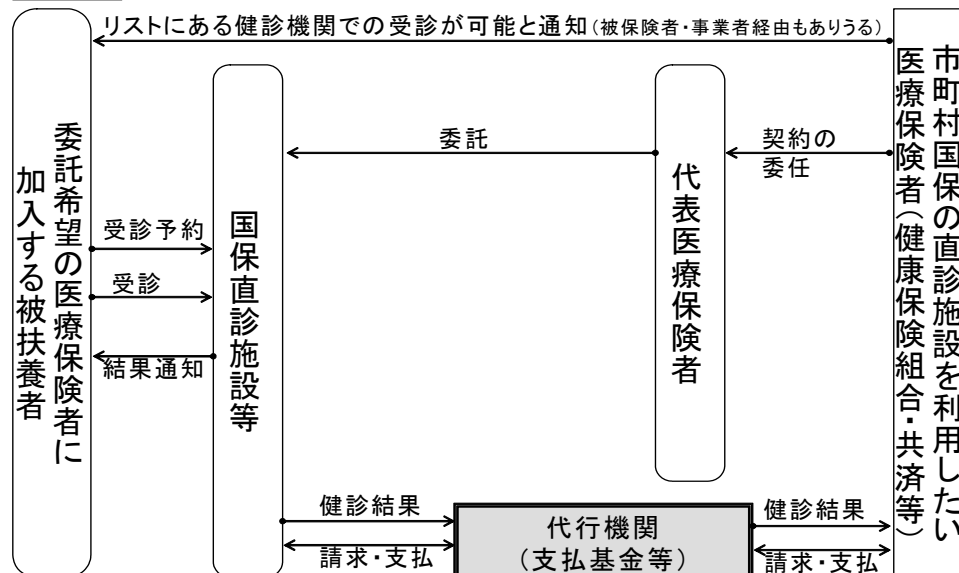 リストにある健診機関での受診が可能と通知(被保険者・事業者経由もありうる)
市町村国保の直診施設を利用したい
医療保険者(健康保険組合・共済等)
契約の
委任
代表医療保険者
委託
国保直診施設等
委託希望の医療保険者に
加入する被扶養者
受診予約
受診
結果通知
健診結果
請求・支払
代行機関
(支払基金等)
健診結果
請求・支払